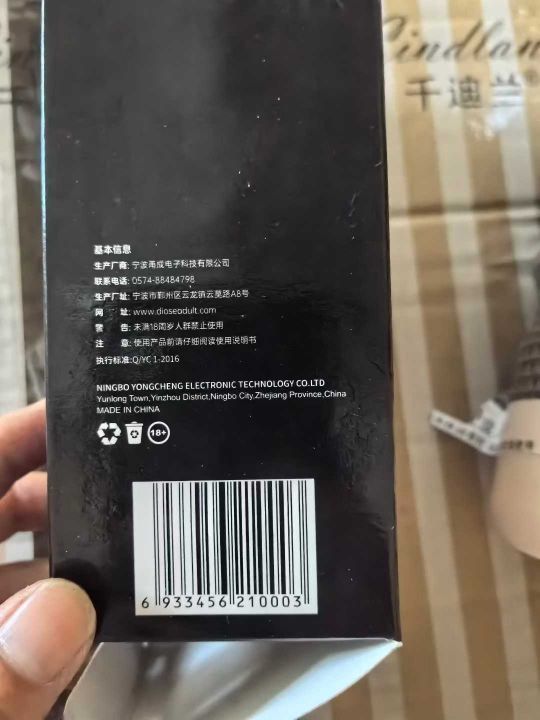 Cindlan
千迪兰®
基本信息
生产厂商: 宁波甬成电子科技有限公司
联系电话: 0574-88484798
生产厂址: 宁波市鄞州区云龙镇云莫路A8号
网 址: www.dioseodult.com
警 告: 未满18周岁人群禁止使用
注 意: 使用产品前请仔细阅读使用说明书
执行标准:Q/YC 1-2016
NINGBO YONGCHENG ELECTRONIC TECHNOLOGY CO.LTD
Yunlong Town,Yinzhou District,Ningbo City,Zhejiang Province,China
MADE IN CHINA
18+
6 933456 210003